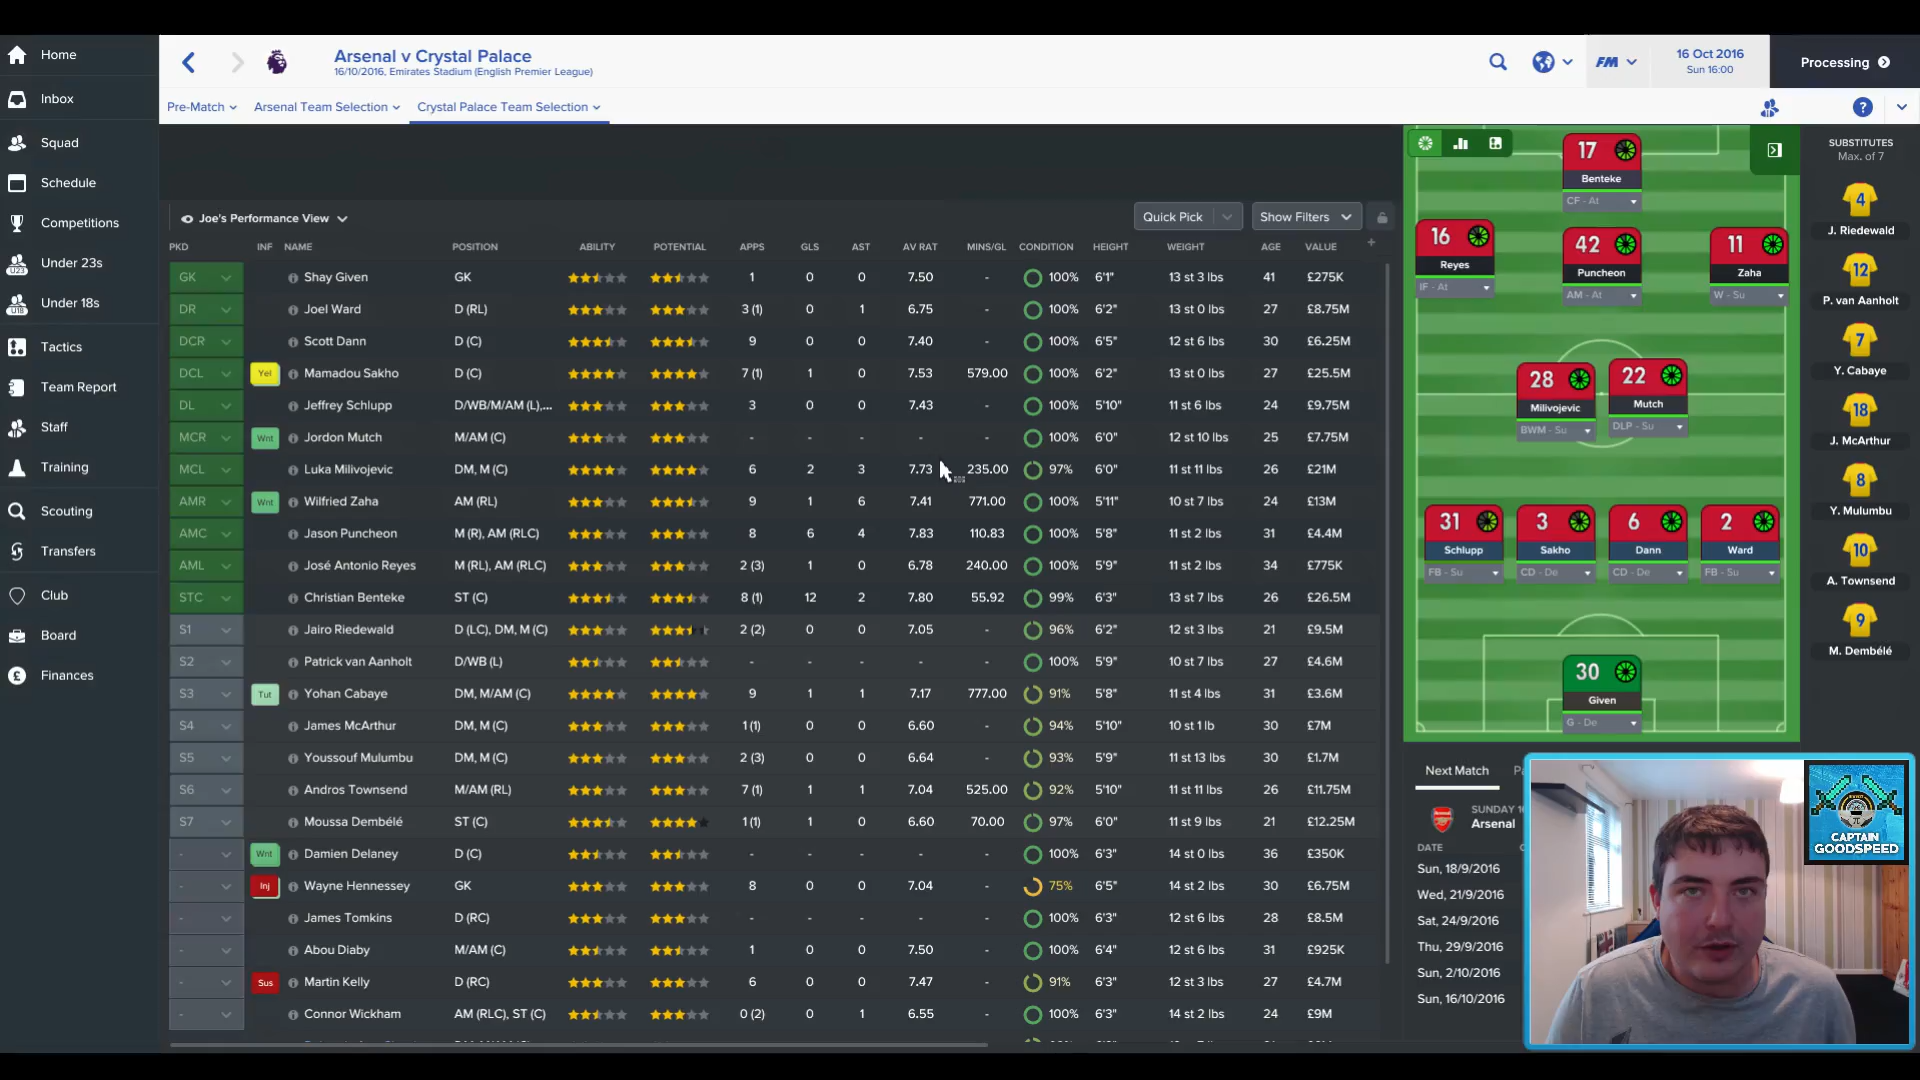 Home
Inbox
Squad
Schedule
Competitions
U23
Under 23s
U18
Under 18s
Tactics
Team Report
Staff
Training
Scouting
Transfers
Club
Board
£
Finances
Arsenal v Crystal Palace
16/10/2016, Emirates Stadium (English Premier League)
FM
16 Oct 2016
Sun 16:00
Processing
Pre-Match
Arsenal Team Selection
Crystal Palace Team Selection
?
Joe's Performance View
Quick Pick
Show Filters
PKD INF NAME POSITION ABILITY POTENTIAL APPS GLS AST AV RAT MINS/GL CONDITION HEIGHT WEIGHT AGE VALUE +
GK Shay Given GK 1 0 0 7.50 - 100% 6'1" 13 st 3 lbs 41 £275K
DR Joel Ward D (RL) 3 (1) 0 1 6.75 - 100% 6'2" 13 st 0 lbs 27 £8.75M
DCR Scott Dann D (C) 9 0 0 7.40 - 100% 6'5" 12 st 6 lbs 30 £6.25M
DCL Yel Mamadou Sakho D (C) 7 (1) 1 0 7.53 579.00 100% 6'2" 13 st 0 lbs 27 £25.5M
DL Jeffrey Schlupp D/WB/M/AM (L),... 3 0 0 7.43 - 100% 5'10" 11 st 6 lbs 24 £9.75M
MCR Wnt Jordon Mutch M/AM (C) - - - - - 100% 6'0" 12 st 10 lbs 25 £7.75M
MCL Luka Milivojevic DM, M (C) 6 2 3 7.73 235.00 97% 6'0" 11 st 11 lbs 26 £21M
AMR Wnt Wilfried Zaha AM (RL) 9 1 6 7.41 771.00 100% 5'11" 10 st 7 lbs 24 £13M
AMC Jason Puncheon M (R), AM (RLC) 8 6 4 7.83 110.83 100% 5'8" 11 st 2 lbs 31 £4.4M
AML José Antonio Reyes M (RL), AM (RLC) 2 (3) 1 0 6.78 240.00 100% 5'9" 11 st 2 lbs 34 £775K
STC Christian Benteke ST (C) 8 (1) 12 2 7.80 55.92 99% 6'3" 13 st 7 lbs 26 £26.5M
S1 Jairo Riedewald D (LC), DM, M (C) 2 (2) 0 0 7.05 - 96% 6'2" 12 st 3 lbs 21 £9.5M
S2 Patrick van Aanholt D/WB (L) - - - - - 100% 5'9" 10 st 7 lbs 27 £4.6M
S3 Tut Yohan Cabaye DM, M/AM (C) 9 1 1 7.17 777.00 91% 5'8" 11 st 4 lbs 31 £3.6M
S4 James McArthur DM, M (C) 1 (1) 0 0 6.60 - 94% 5'10" 10 st 1 lb 30 £7M
S5 Youssouf Mulumbu DM, M (C) 2 (3) 0 0 6.64 - 93% 5'9" 11 st 13 lbs 30 £1.7M
S6 Andros Townsend M/AM (RL) 7 (1) 1 1 7.04 525.00 92% 5'10" 11 st 11 lbs 26 £11.75M
S7 Moussa Dembélé ST (C) 1 (1) 1 0 6.60 70.00 97% 6'0" 11 st 9 lbs 21 £12.25M
- Wnt Damien Delaney D (C) - - - - - 100% 6'3" 14 st 0 lbs 36 £350K
- Inj Wayne Hennessey GK 8 0 0 7.04 - 75% 6'5" 14 st 2 lbs 30 £6.75M
- James Tomkins D (RC) - - - - - 100% 6'3" 12 st 6 lbs 28 £8.5M
- Abou Diaby M/AM (C) 1 0 0 7.50 - 100% 6'4" 12 st 6 lbs 31 £925K
- Sus Martin Kelly D (RC) 6 0 0 7.47 - 91% 6'3" 12 st 3 lbs 27 £4.7M
- Connor Wickham AM (RLC), ST (C) 0 (2) 0 1 6.55 - 100% 6'3" 14 st 2 lbs 24 £9M
17
Benteke
CF - At
16
Reyes
IF - At
42
Puncheon
AM - At
11
Zaha
W - Su
28
Milivojevic
BWM - Su
22
Mutch
DLP - Su
31
Schlupp
FB - Su
3
Sakho
CD - De
6
Dann
CD - De
2
Ward
FB - Su
30
Given
G - De
SUBSTITUTES
Max. of 7
4
J. Riedewald
12
P. van Aanholt
7
Y. Cabaye
18
J. McArthur
8
Y. Mulumbu
10
A. Townsend
9
M. Dembélé
Next Match
SUNDAY
Arsenal
DATE
Sun, 18/9/2016
Wed, 21/9/2016
Sat, 24/9/2016
Thu, 29/9/2016
Sun, 2/10/2016
Sun, 16/10/2016
CAPTAIN
GOODSPEED